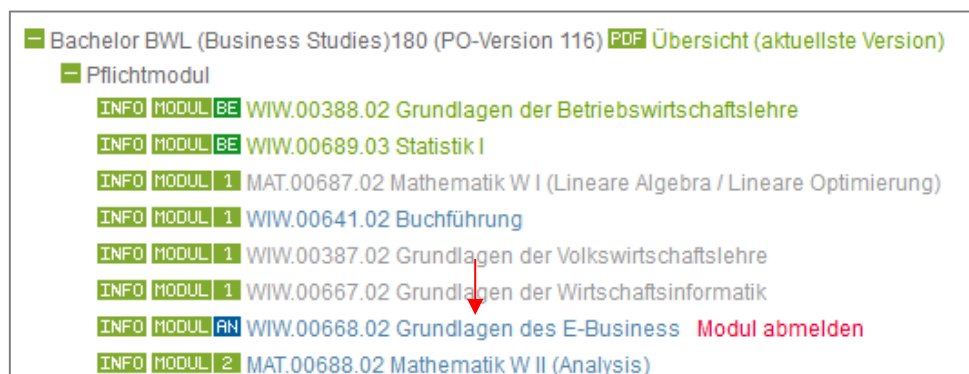 Bachelor BWL (Business Studies)180 (PO-Version 116) PDF Übersicht (aktuellste Version)
Pflichtmodul
INFO MODUL BE WIW.00388.02 Grundlagen der Betriebswirtschaftslehre
INFO MODUL BE WIW.00689.03 Statistik I
INFO MODUL 1 MAT.00687.02 Mathematik W I (Lineare Algebra / Lineare Optimierung)
INFO MODUL 1 WIW.00641.02 Buchführung
INFO MODUL 1 WIW.00387.02 Grundlagen der Volkswirtschaftslehre
INFO MODUL 1 WIW.00667.02 Grundlagen der Wirtschaftsinformatik
INFO MODUL AN WIW.00668.02 Grundlagen des E-Business Modul abmelden
INFO MODUL 2 MAT.00688.02 Mathematik W II (Analysis)